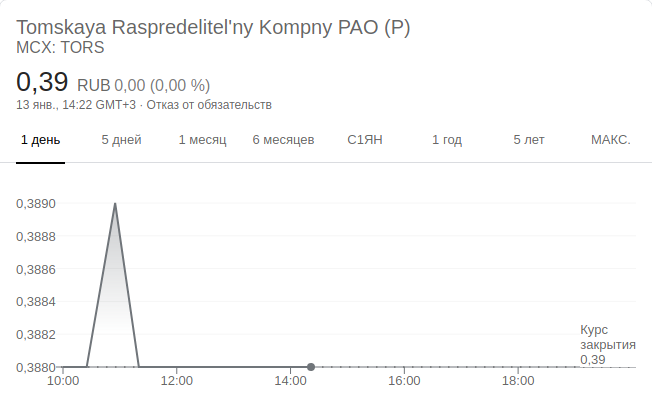 Tomskaya Raspredelitel'ny Kompny PAO (P)
MCX: TORS
0,39 RUB 0,00 (0,00 %)
13 янв., 14:22 GMT+3 · Отказ от обязательств
1 день 5 дней 1 месяц 6 месяцев С1ЯН 1 год 5 лет МАКС.
0,3890
0,3888
0,3886
0,3884
0,3882
0,3880
Курс
закрытия
0,39
10:00 12:00 14:00 16:00 18:00